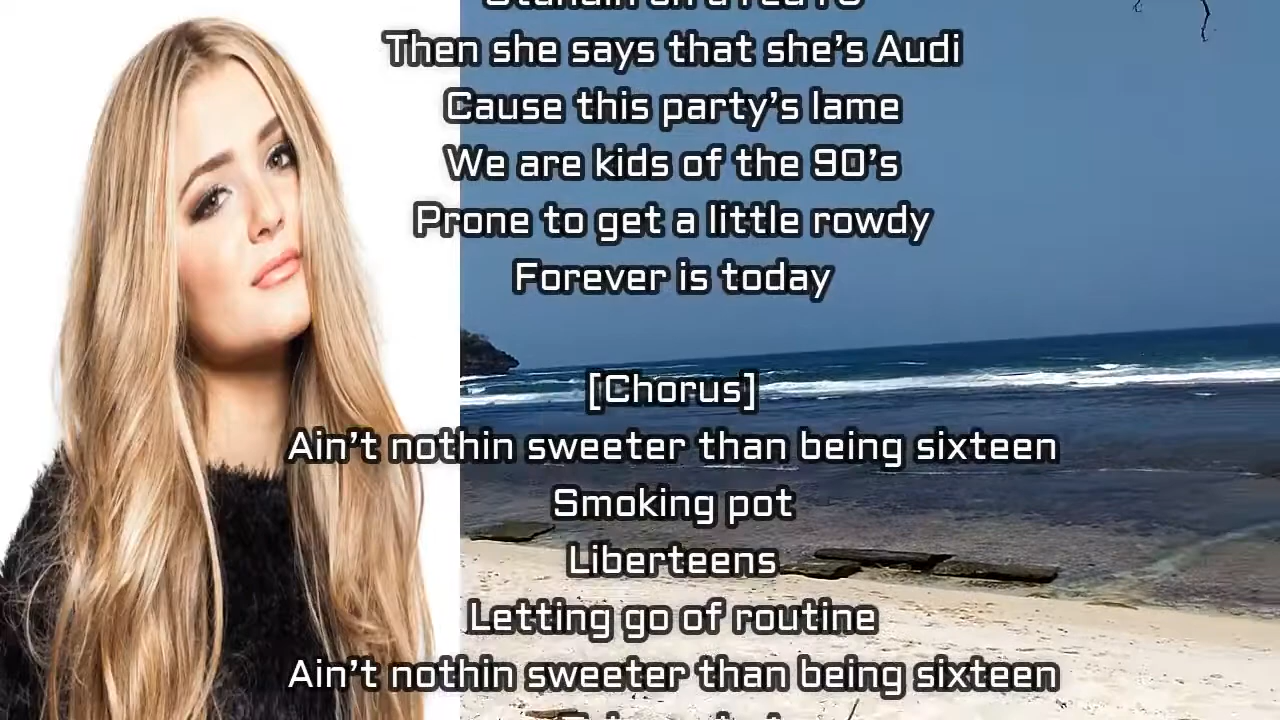 Then she says that she's Audi
Cause this party's lame
We are kids of the 90's
Prone to get a little rowdy
Forever is today
[Chorus]
Ain't nothin sweeter than being sixteen
Smoking pot
Liberteens
Letting go of routine
Ain't nothin sweeter than being sixteen